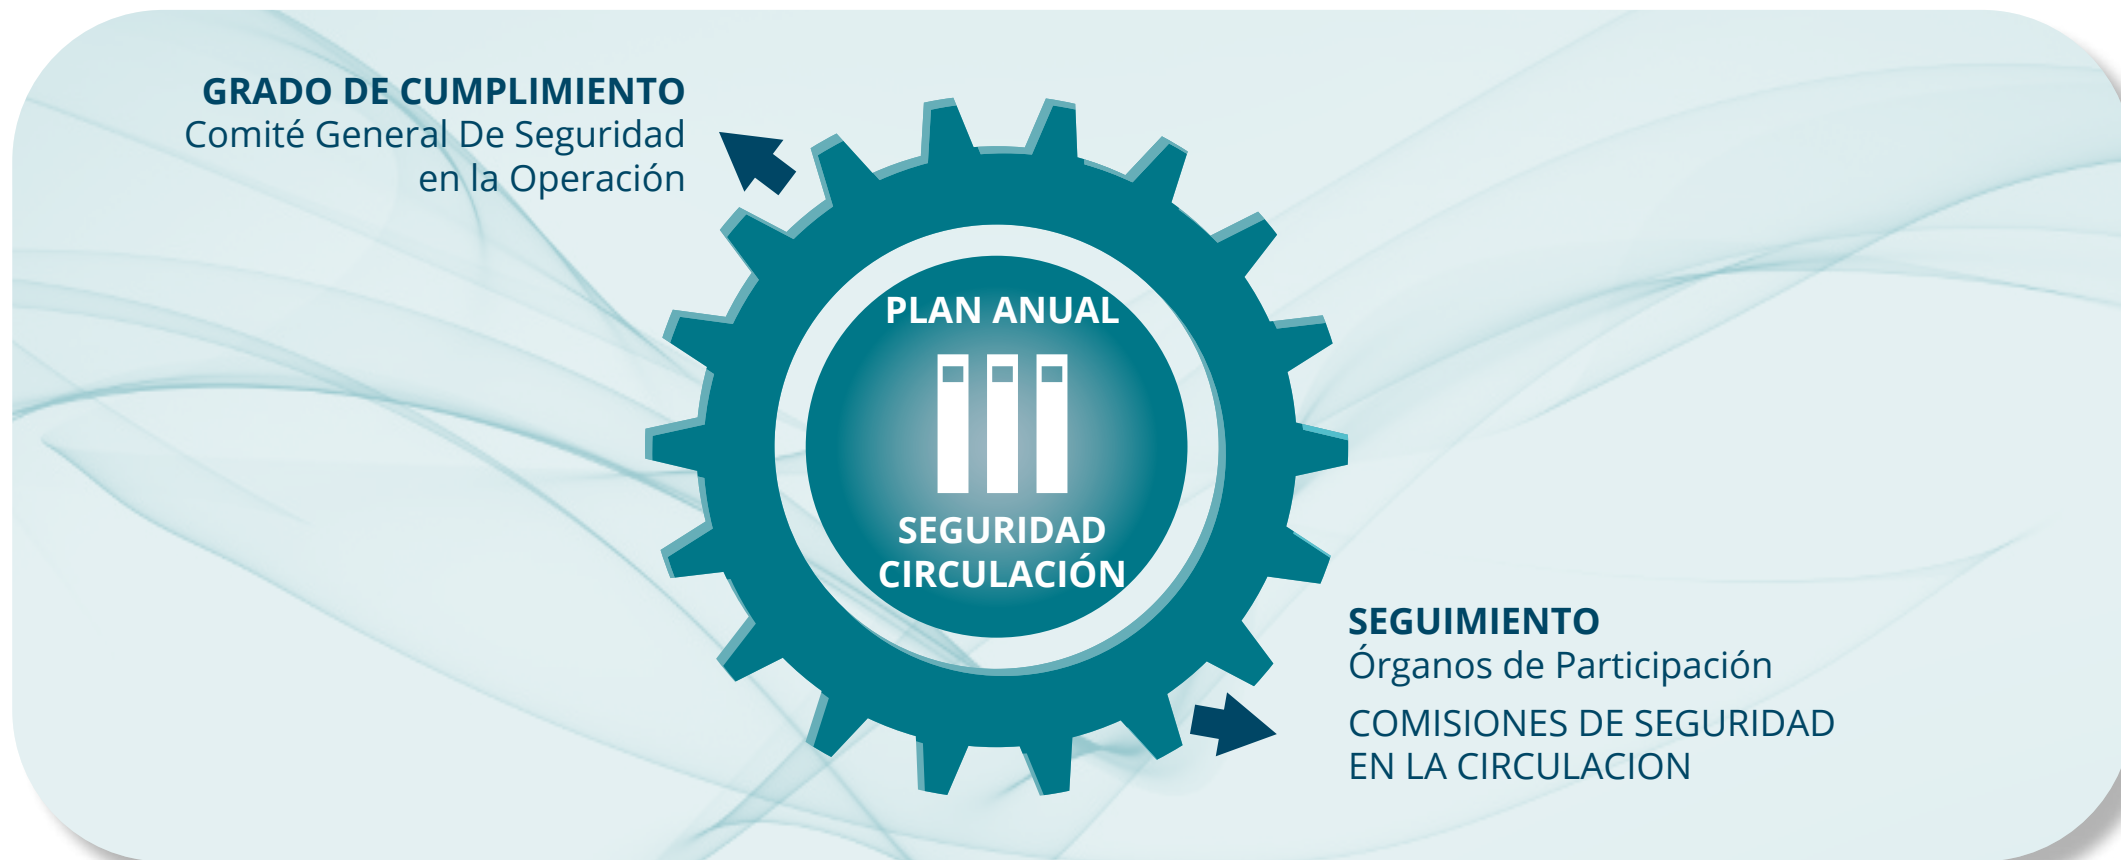 GRADO DE CUMPLIMIENTO
Comité General De Seguridad
en la Operación
PLAN ANUAL
SEGURIDAD
CIRCULACIÓN
SEGUIMIENTO
Órganos de Participación
COMISIONES DE SEGURIDAD
EN LA CIRCULACION